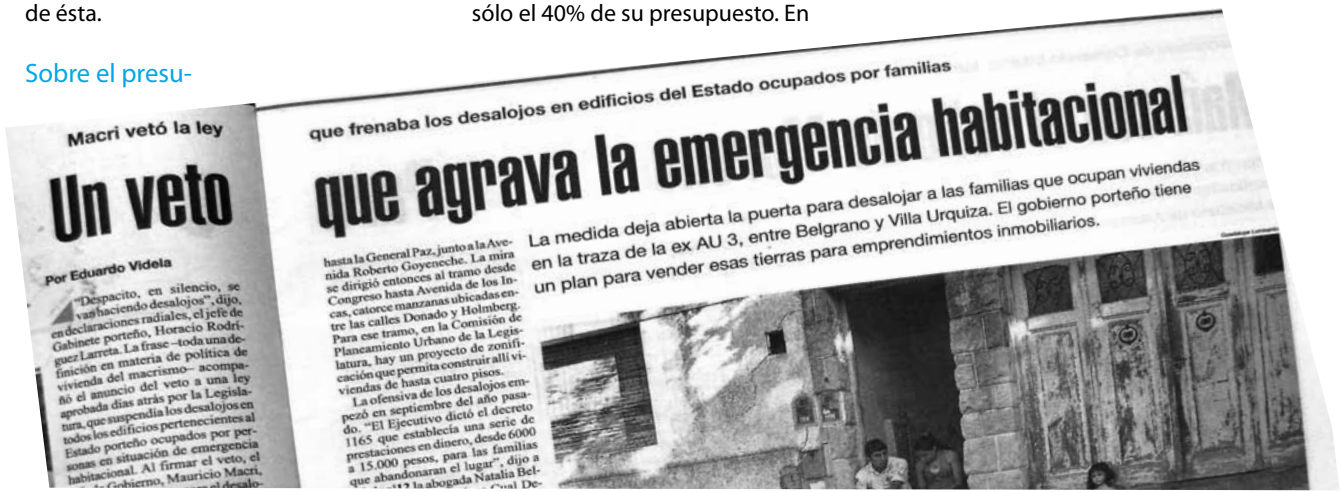 de ésta.
Sobre el presu-
sólo el 40% de su presupuesto. En
Macri vetó la ley
que frenaba los desalojos en edificios del Estado ocupados por familias
Un veto
que agrava la emergencia habitacional
La medida deja abierta la puerta para desalojar a las familias que ocupan viviendas
en la traza de la ex AU 3, entre Belgrano y Villa Urquiza. El gobierno porteño tiene
un plan para vender esas tierras para emprendimientos inmobiliarios.
Por Eduardo Videla
"Despacito, en silencio, se
van haciendo desalojos", dijo,
en declaraciones radiales, el jefe de
Gabinete porteño, Horacio Rodrí-
guez Larreta. La frase –toda una de-
finición en materia de política de
vivienda del macrismo– acompa-
ñó el anuncio del veto a una ley
aprobada días atrás por la Legisla-
tura, que suspendía los desalojos en
todos los edificios pertenecientes al
Estado porteño ocupados por per-
sonas en situación de emergencia
habitacional. Al firmar el veto, el
Gobierno, Mauricio Macri,
el desalo-
hasta la General Paz, junto a la Ave-
nida Roberto Goyeneche. La mira
se dirigió entonces al tramo desde
Congreso hasta Avenida de los In-
cas, catorce manzanas ubicadas en-
tre las calles Donado y Holmberg.
Para ese tramo, en la Comisión de
Planeamiento Urbano de la Legis-
latura, hay un proyecto de zonifi-
cación que permita construir allí vi-
viendas de hasta cuatro pisos.
La ofensiva de los desalojos em-
pezó en septiembre del año pasa-
do. "El Ejecutivo dictó el decreto
1165 que establecía una serie de
prestaciones en dinero, desde 6000
a 15.000 pesos, para las familias
que abandonaran el lugar", dijo a
la abogada Natalia Bel-